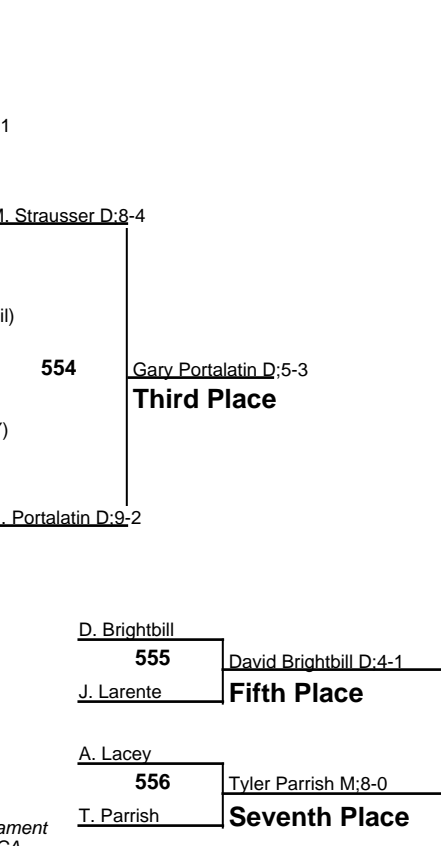 1
M. Strausser D;8-4
il)
554
Gary Portalatin D;5-3
Third Place
)
. Portalatin D;9-2
D. Brightbill
555
David Brightbill D;4-1
J. Larente
Fifth Place
A. Lacey
556
Tyler Parrish M;8-0
T. Parrish
Seventh Place
ament